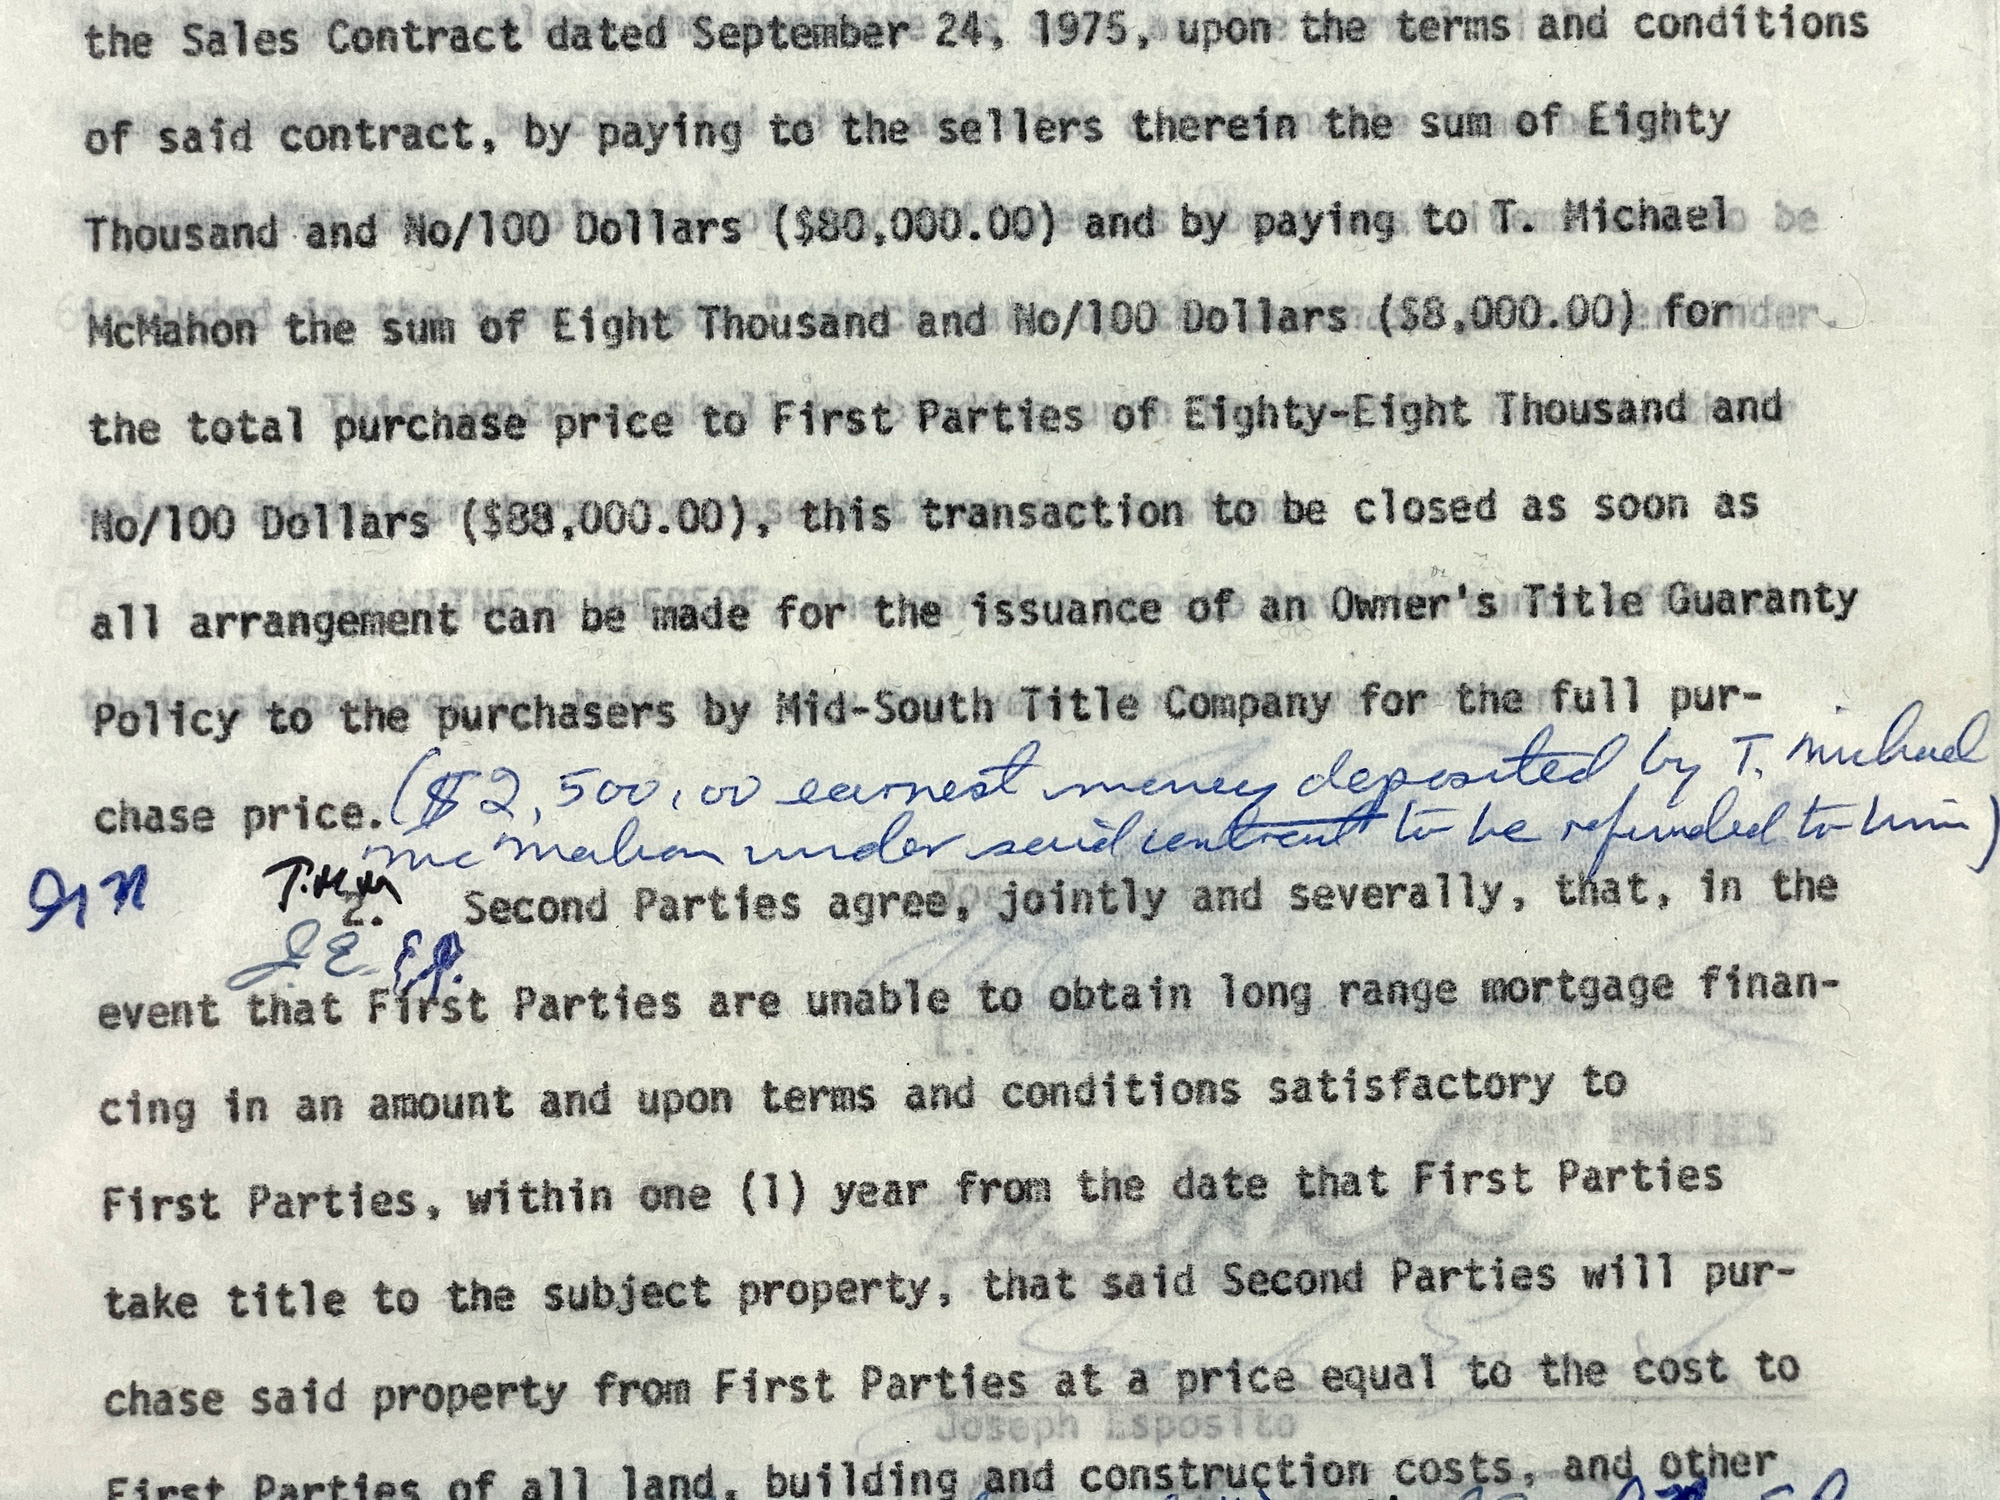 the Sales Contract dated September 24, 1975, upon the terms and conditions
of said contract, by paying to the sellers therein the sum of Eighty
Thousand and No/100 Dollars ($80,000.00) and by paying to T. Michael
McMahon the sum of Eight Thousand and No/100 Dollars ($8,000.00) for
the total purchase price to First Parties of Eighty-Eight Thousand and
No/100 Dollars ($88,000.00), this transaction to be closed as soon as
all arrangement can be made for the issuance of an Owner's Title Guaranty
Policy to the purchasers by Mid-South Title Company for the full pur-
chase price. ($2,500.00 earnest money deposited by T. Michael
McMahon under said contract to be refunded to him)
T.M.M.
2. Second Parties agree, jointly and severally, that, in the
J.E.
event that First Parties are unable to obtain long range mortgage finan-
cing in an amount and upon terms and conditions satisfactory to
First Parties, within one (1) year from the date that First Parties
take title to the subject property, that said Second Parties will pur-
chase said property from First Parties at a price equal to the cost to
Joseph Esposito
First Parties of all land, building and construction costs, and other